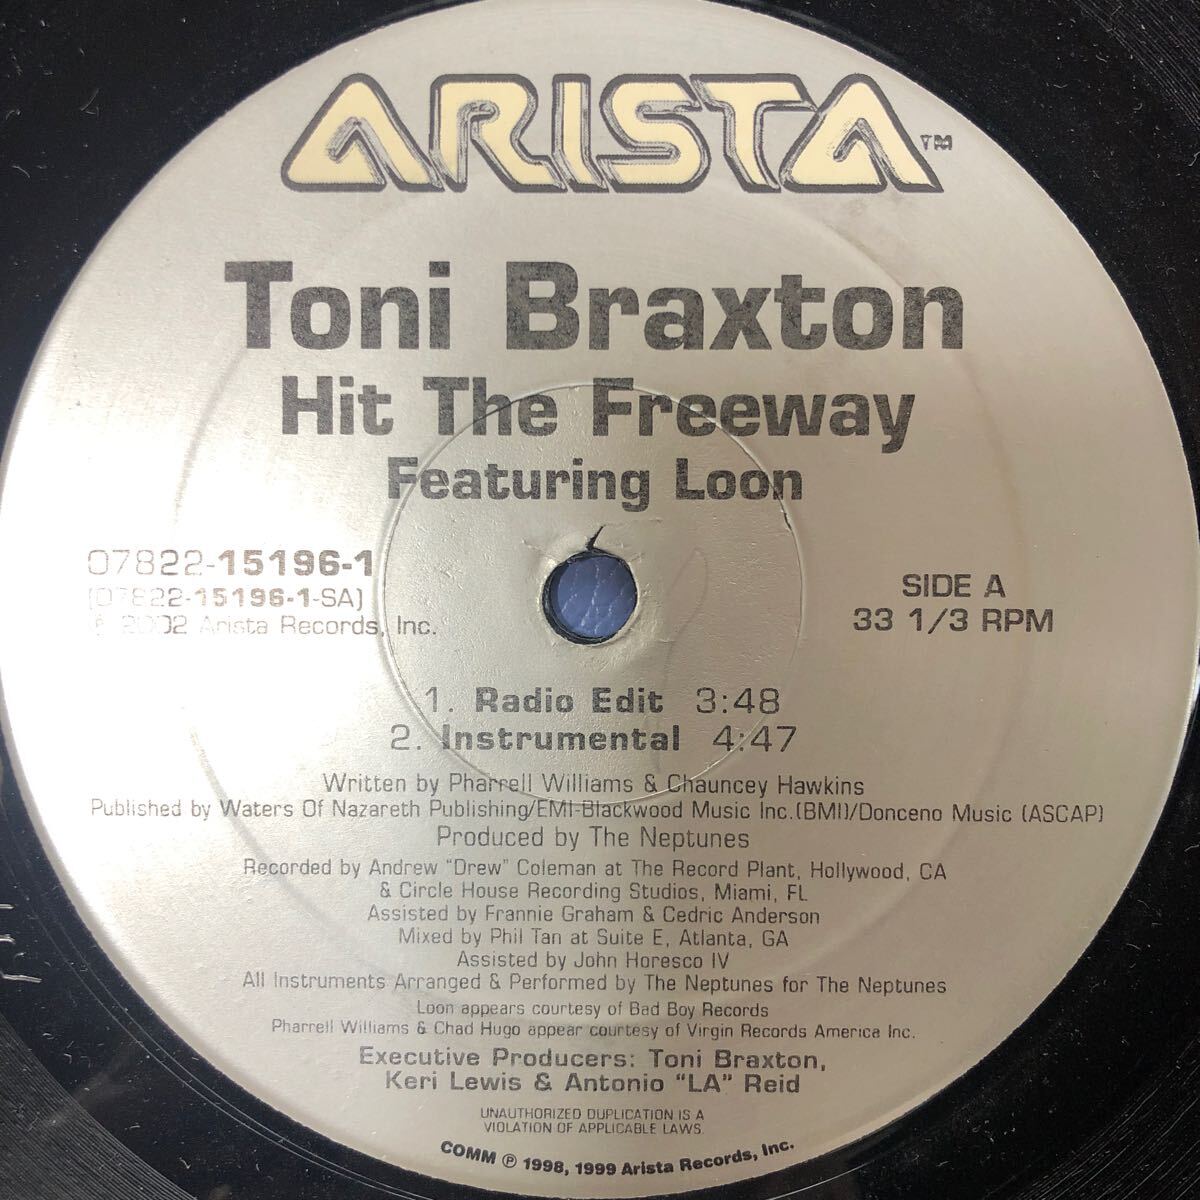 ARISTA™
Toni Braxton
Hit The Freeway
Featuring Loon
07822-15196-1
(07822-15196-1-SA)
℗ 2002 Arista Records, Inc.
SIDE A
33 1/3 RPM
1. Radio Edit 3:48
2. Instrumental 4:47
Written by Pharrell Williams & Chauncey Hawkins
Published by Waters Of Nazareth Publishing/EMI-Blackwood Music Inc.(BMI)/Donceno Music (ASCAP)
Produced by The Neptunes
Recorded by Andrew "Drew" Coleman at The Record Plant, Hollywood, CA
& Circle House Recording Studios, Miami, FL
Assisted by Frannie Graham & Cedric Anderson
Mixed by Phil Tan at Suite E, Atlanta, GA
Assisted by John Horesco IV
All Instruments Arranged & Performed by The Neptunes for The Neptunes
Loon appears courtesy of Bad Boy Records
Pharrell Williams & Chad Hugo appear courtesy of Virgin Records America Inc.
Executive Producers: Toni Braxton,
Keri Lewis & Antonio "LA" Reid
UNAUTHORIZED DUPLICATION IS A
VIOLATION OF APPLICABLE LAWS.
COMM ℗ 1998, 1999 Arista Records, Inc.